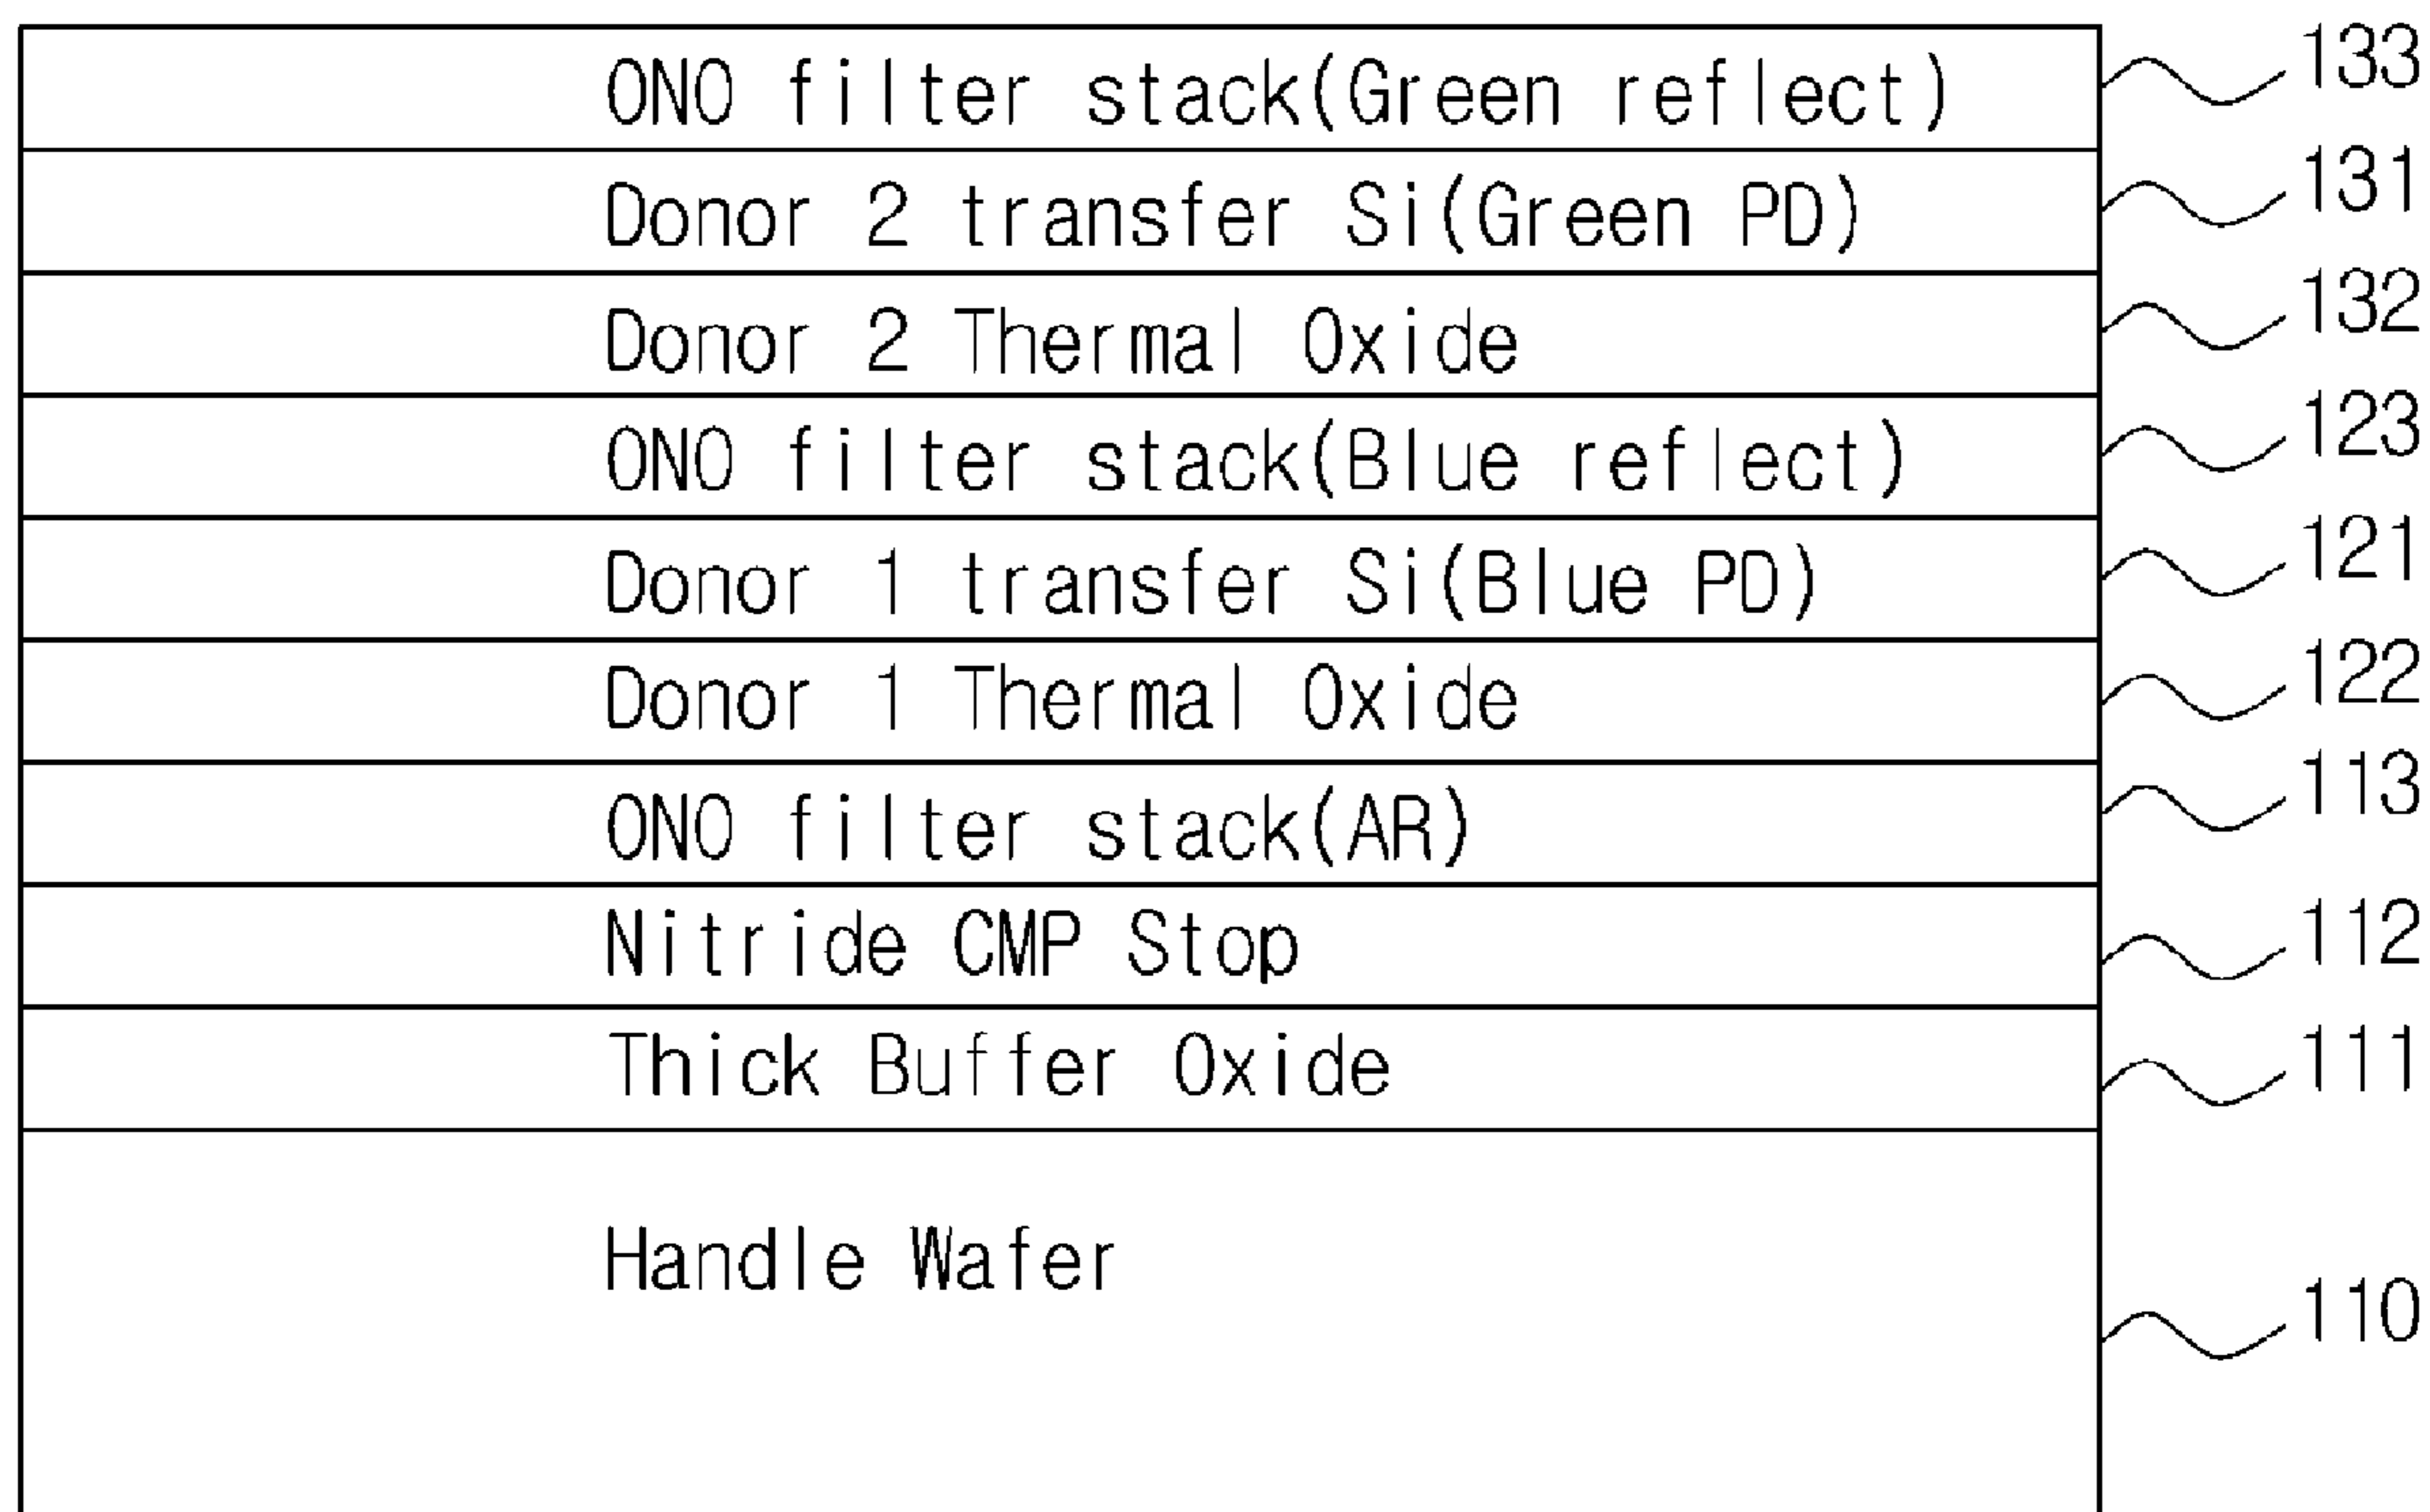 ONO filter stack(Green reflect) 133
Donor 2 transfer Si(Green PD) 131
Donor 2 Thermal Oxide 132
ONO filter stack(Blue reflect) 123
Donor 1 transfer Si(Blue PD) 121
Donor 1 Thermal Oxide 122
ONO filter stack(AR) 113
Nitride CMP Stop 112
Thick Buffer Oxide 111
Handle Wafer
110